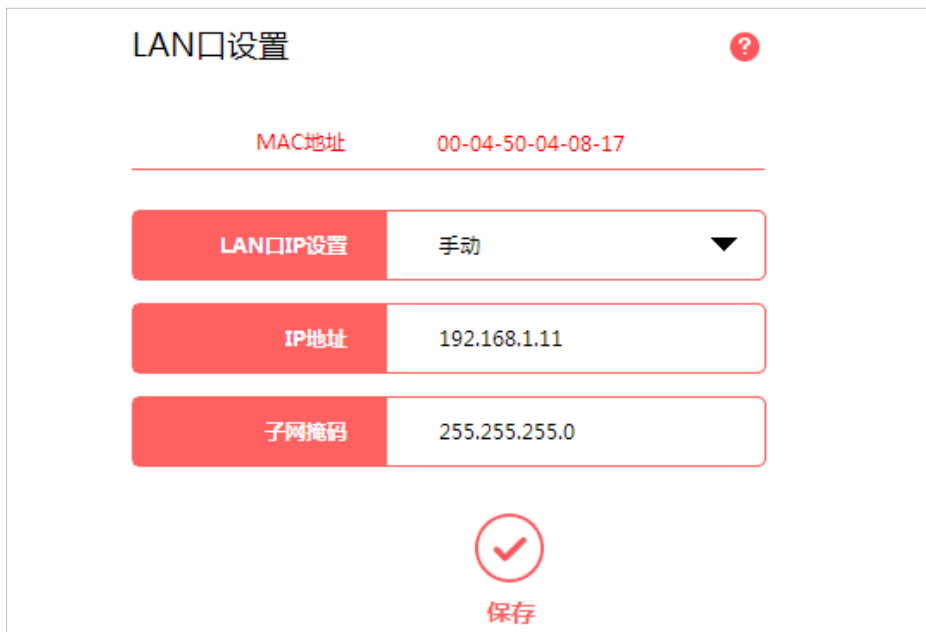 LAN口设置
?
MAC地址 00-04-50-04-08-17
LAN口IP设置 手动
IP地址 192.168.1.11
子网掩码 255.255.255.0
保存